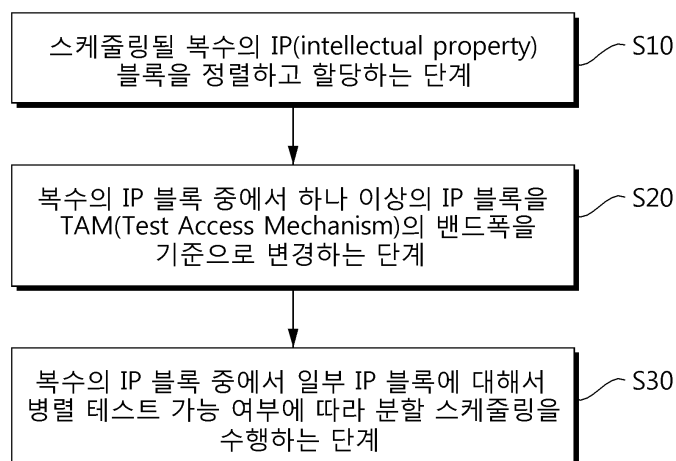 스케줄링될 복수의 IP(intellectual property)
블록을 정렬하고 할당하는 단계
S10
복수의 IP 블록 중에서 하나 이상의 IP 블록을
TAM(Test Access Mechanism)의 밴드폭을
기준으로 변경하는 단계
S20
복수의 IP 블록 중에서 일부 IP 블록에 대해서
병렬 테스트 가능 여부에 따라 분할 스케줄링을
수행하는 단계
S30